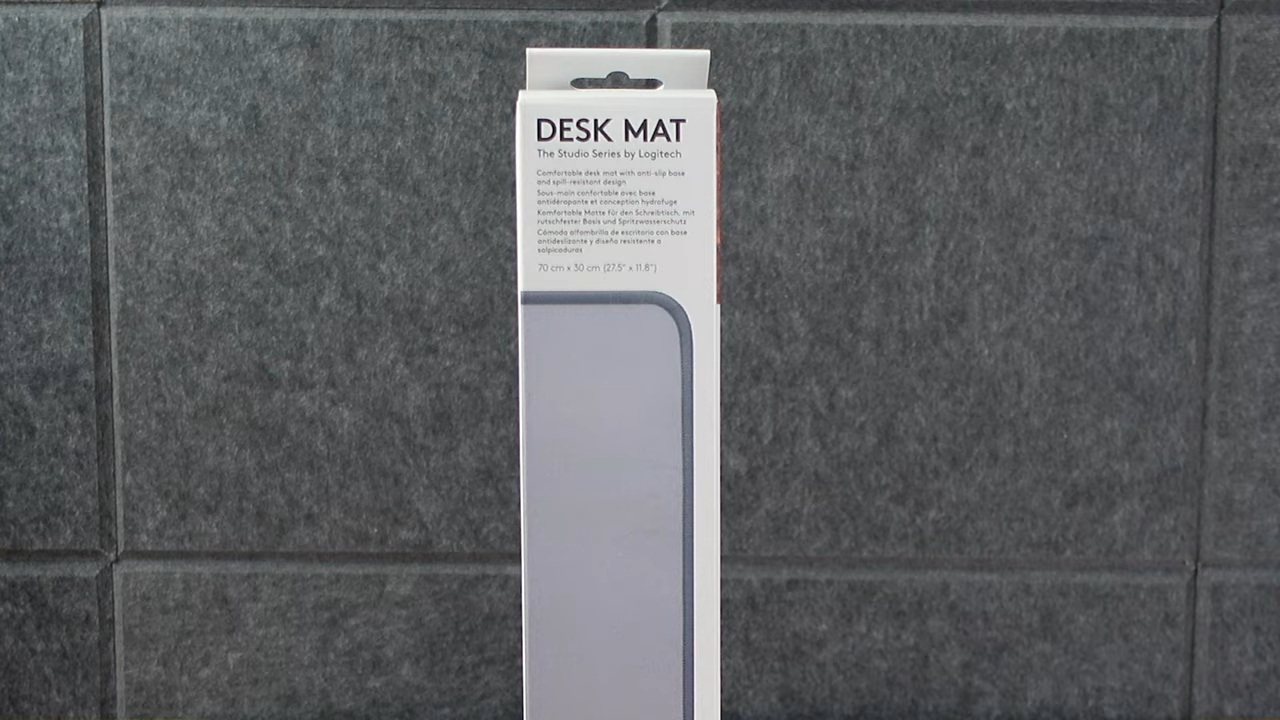 DESK MAT
The Studio Series by Logitech
Comfortable desk mat with anti-slip base
and spill-resistant design
Sous-main confortable avec base
antidérapante et conception hydrofuge
Komfortable Matte für den Schreibtisch, mit
rutschfester Basis und Spritzwasserschutz
Cómoda alfombrilla de escritorio con base
antideslizante y diseño resistente a
salpicaduras
70 cm x 30 cm (27.5" x 11.8")